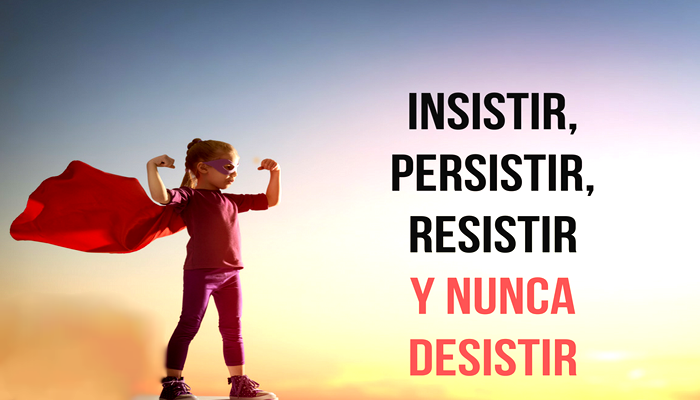 INSISTIR,
PERSISTIR,
RESISTIR
Y NUNCA
DESISTIR